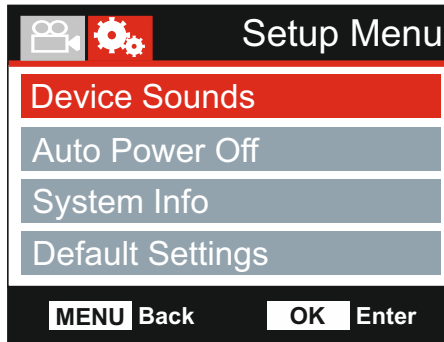 Setup Menu
Device Sounds
Auto Power Off
System Info
Default Settings
MENU Back OK Enter